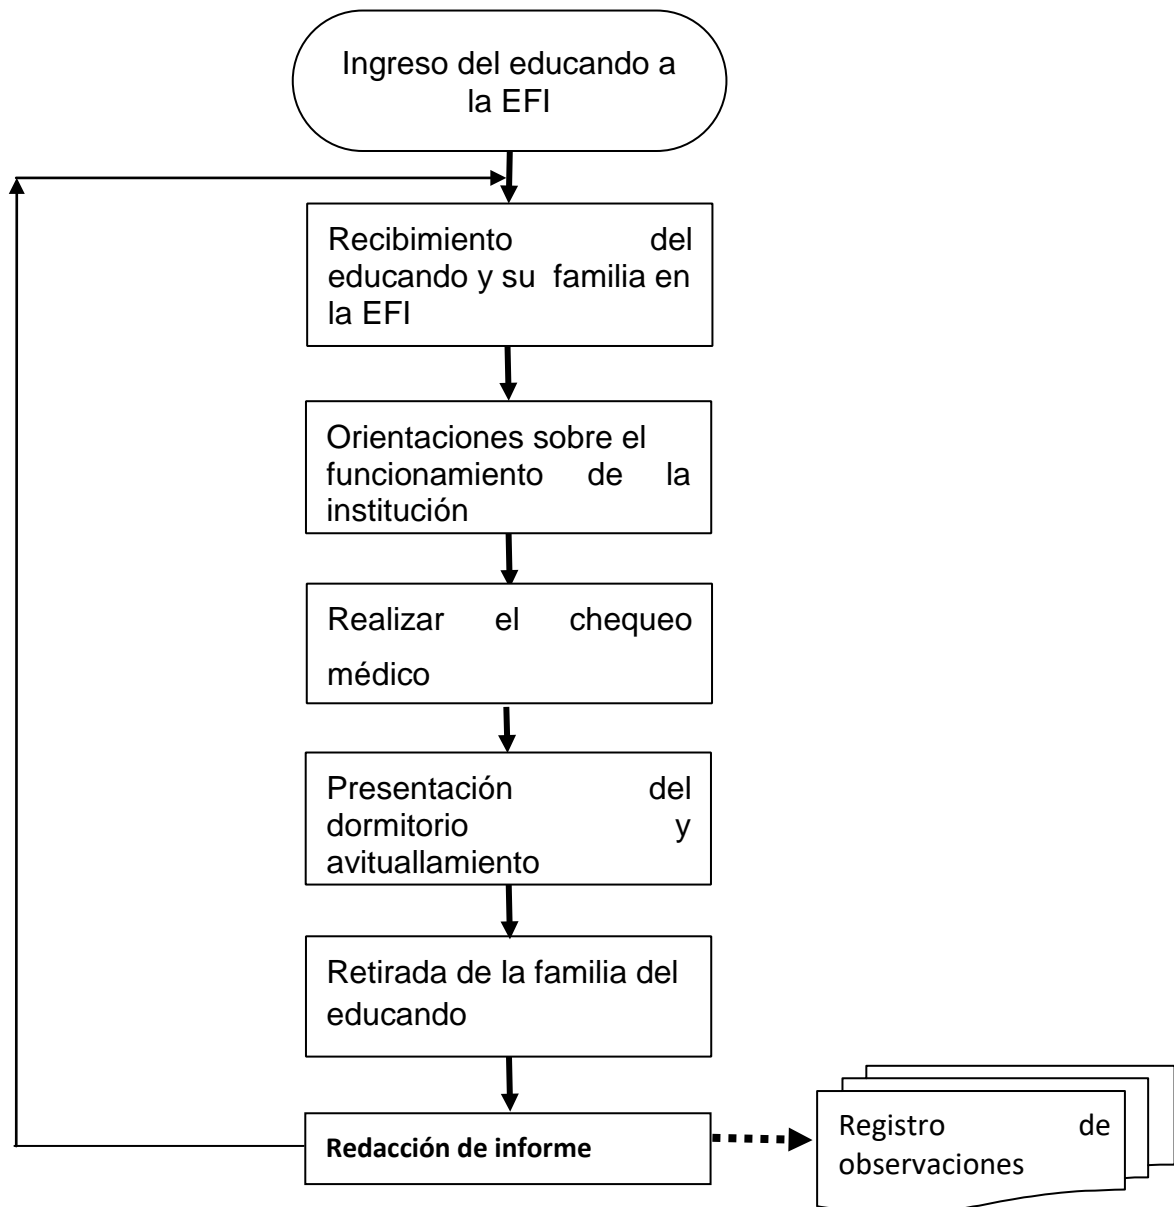 Ingreso del educando a
la EFI
Recibimiento del
educando y su familia en
la EFI
Orientaciones sobre el
funcionamiento de la
institución
Realizar el chequeo
médico
Presentación del
dormitorio y
avituallamiento
Retirada de la familia del
educando
Redacción de informe
Registro de
observaciones